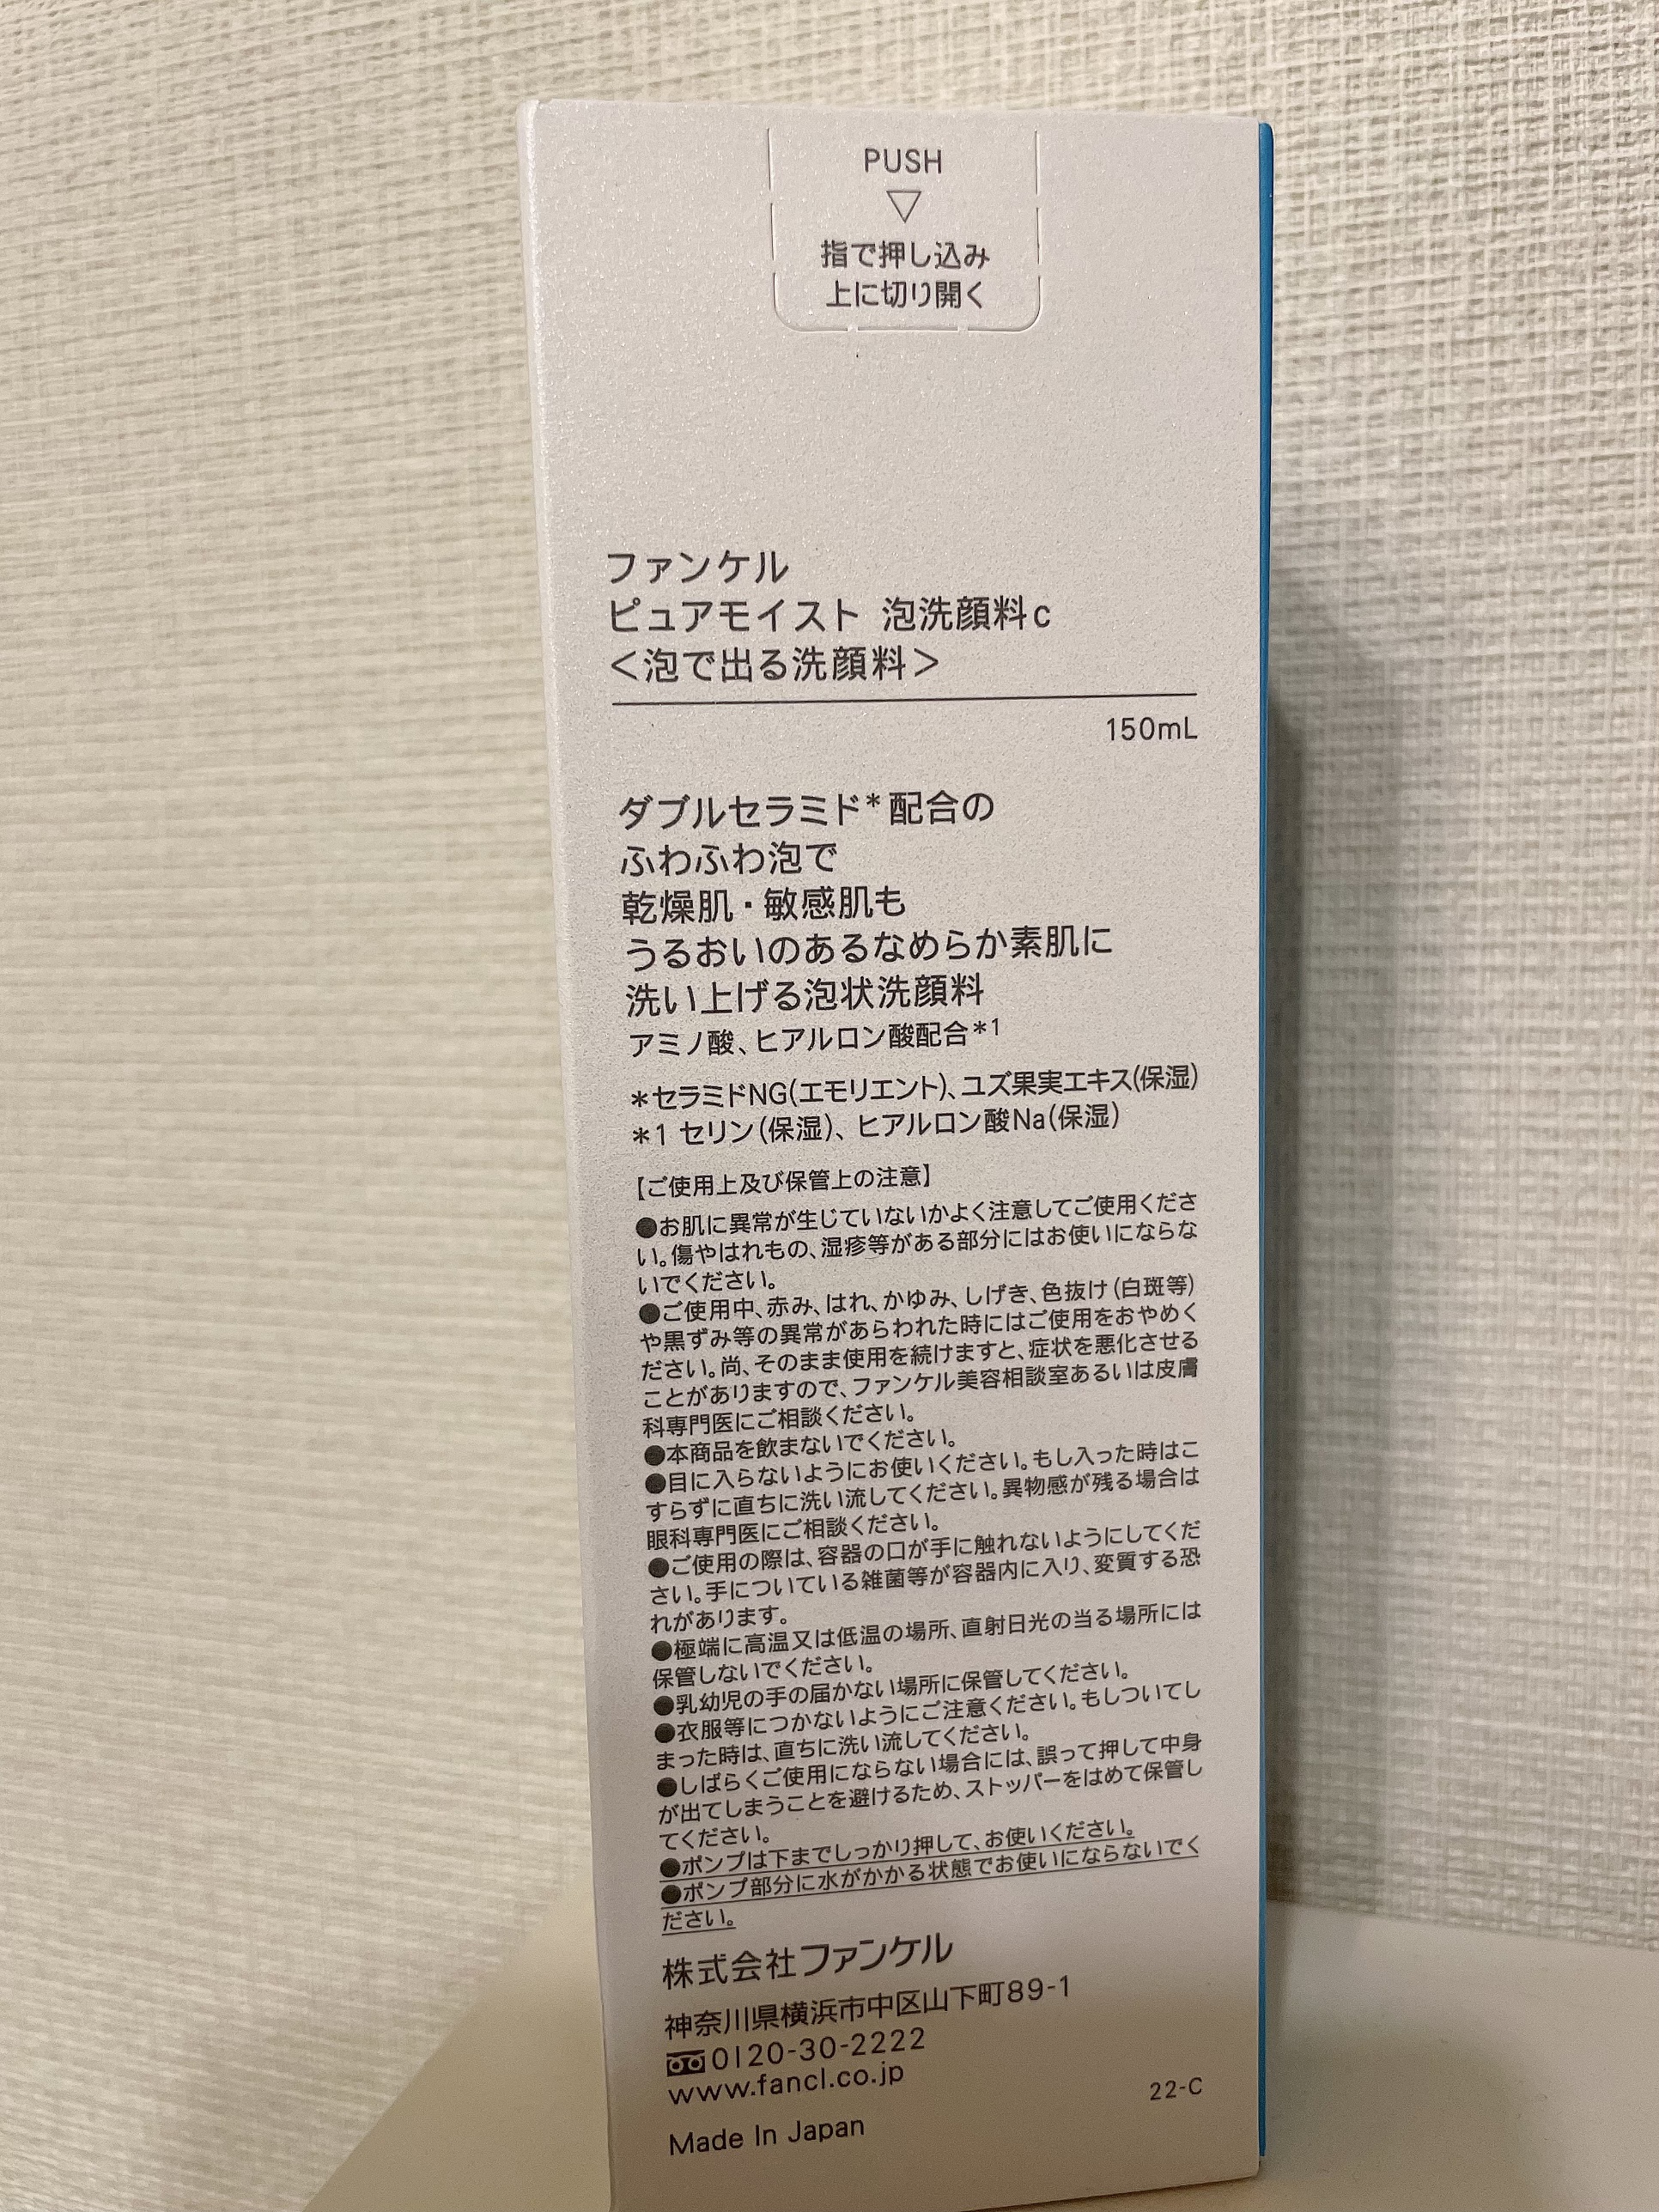 PUSH
▽
指で押し込み
上に切り開く
ファンケル
ピュアモイスト 泡洗顔料c
＜泡で出る洗顔料＞
150mL
ダブルセラミド*配合の
ふわふわ泡で
乾燥肌・敏感肌も
うるおいのあるなめらか素肌に
洗い上げる泡状洗顔料
アミノ酸、ヒアルロン酸配合*1
*セラミドNG(エモリエント)、ユズ果実エキス(保湿)
*1 セリン(保湿)、ヒアルロン酸Na(保湿)
【ご使用上及び保管上の注意】
●お肌に異常が生じていないかよく注意してご使用くださ
い。傷やはれもの、湿疹等がある部分にはお使いにならな
いでください。
●ご使用中、赤み、はれ、かゆみ、しげき、色抜け(白斑等)
や黒ずみ等の異常があらわれた時にはご使用をおやめく
ださい。尚、そのまま使用を続けますと、症状を悪化させる
ことがありますので、ファンケル美容相談室あるいは皮膚
科専門医にご相談ください。
●本商品を飲まないでください。
●目に入らないようにお使いください。もし入った時はこ
すらずに直ちに洗い流してください。異物感が残る場合は
眼科専門医にご相談ください。
●ご使用の際は、容器の口が手に触れないようにしてくだ
さい。手についている雑菌等が容器内に入り、変質する恐
れがあります。
●極端に高温又は低温の場所、直射日光の当る場所には
保管しないでください。
●乳幼児の手の届かない場所に保管してください。
●衣服等につかないようにご注意ください。もしついてし
まった時は、直ちに洗い流してください。
●しばらくご使用にならない場合には、誤って押して中身
が出てしまうことを避けるため、ストッパーをはめて保管し
てください。
●ポンプは下までしっかり押して、お使いください。
●ポンプ部分に水がかかる状態でお使いにならないでく
ださい。
株式会社ファンケル
神奈川県横浜市中区山下町89-1
0120-30-2222
www.fancl.co.jp
22-C
Made In Japan